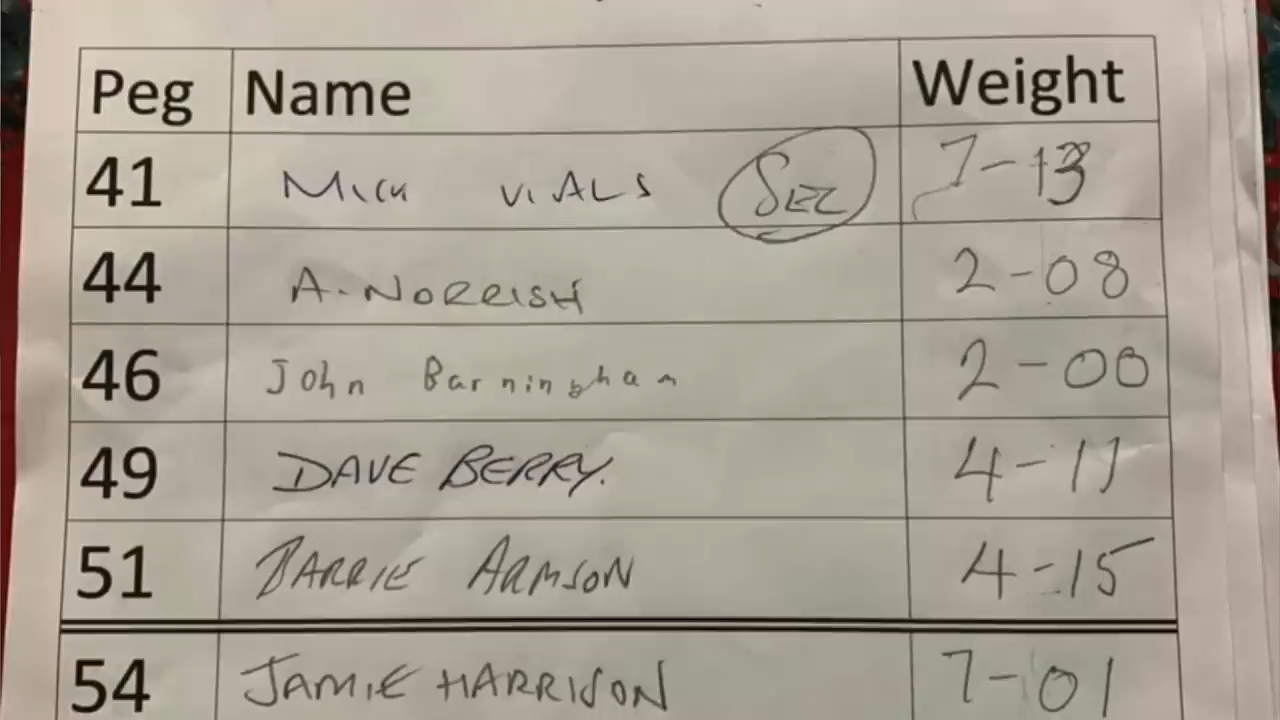 Peg Name Weight
41 Mick VIALS SEC 7-13
44 A. NORRISH 2-08
46 John Barningham 2-00
49 DAVE BERRY. 4-11
51 BARRIE ARMSON 4-15
54 JAMIE HARRISON 7-01